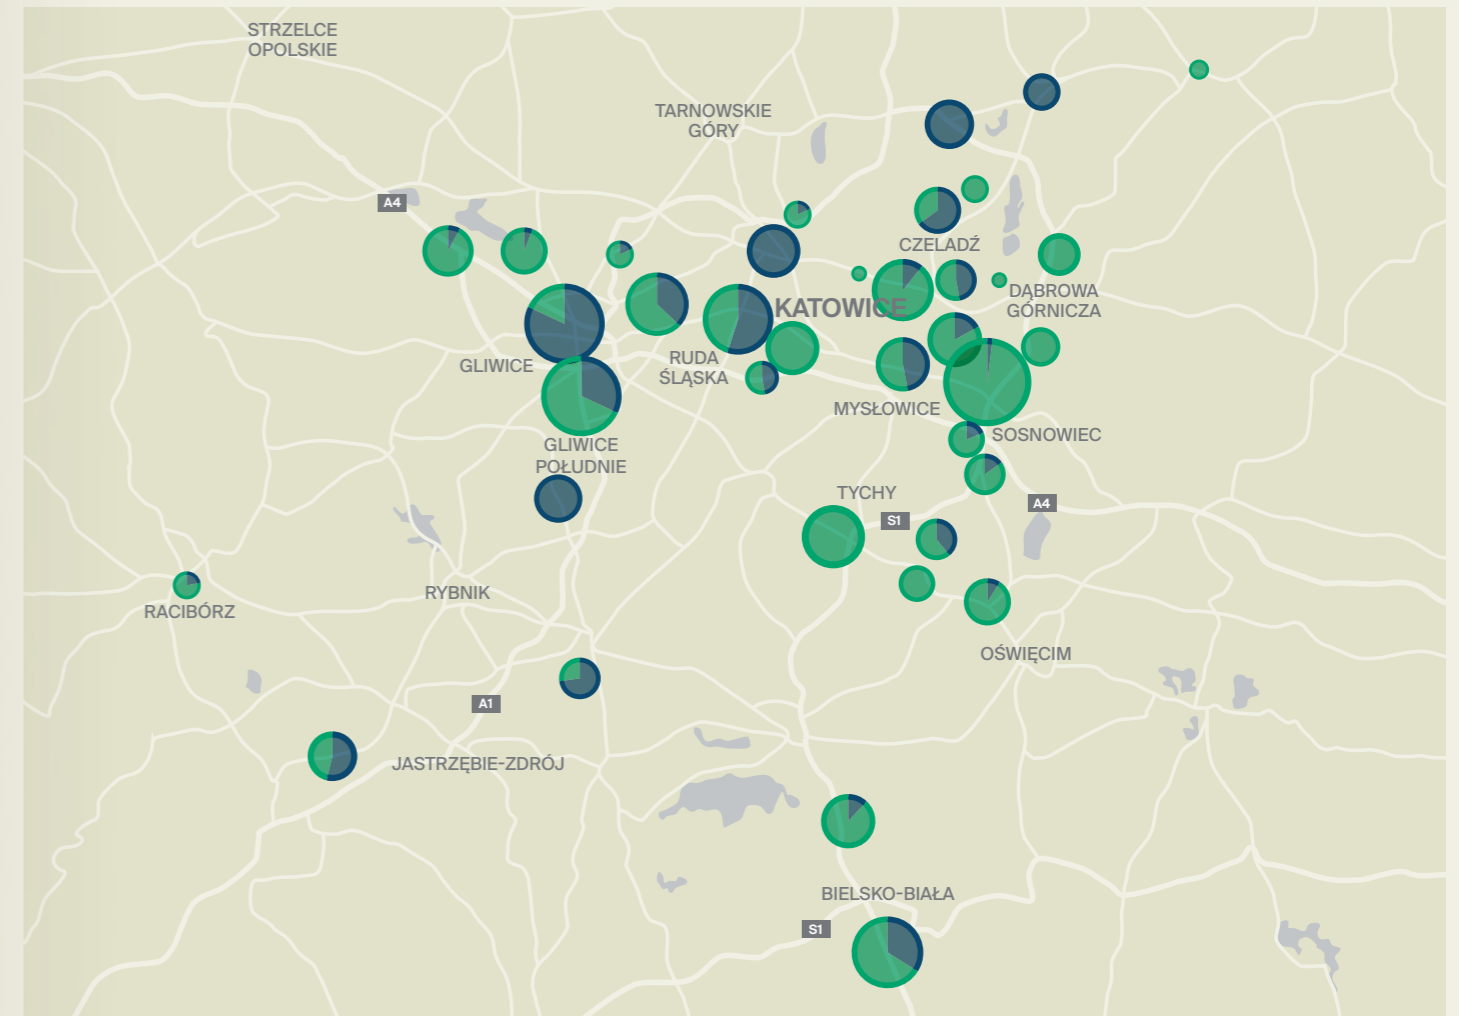 STRZELCE
OPOLSKIE
TARNOWSKIE
GÓRY
A4
CZELADŹ
DĄBROWA
GÓRNICZA
KATOWICE
GLIWICE
RUDA
ŚLĄSKA
MYSŁOWICE
SOSNOWIEC
GLIWICE
POŁUDNIE
TYCHY
A4
S1
RYBNIK
RACIBÓRZ
OŚWIĘCIM
A1
JASTRZĘBIE-ZDRÓJ
BIELSKO-BIAŁA
S1